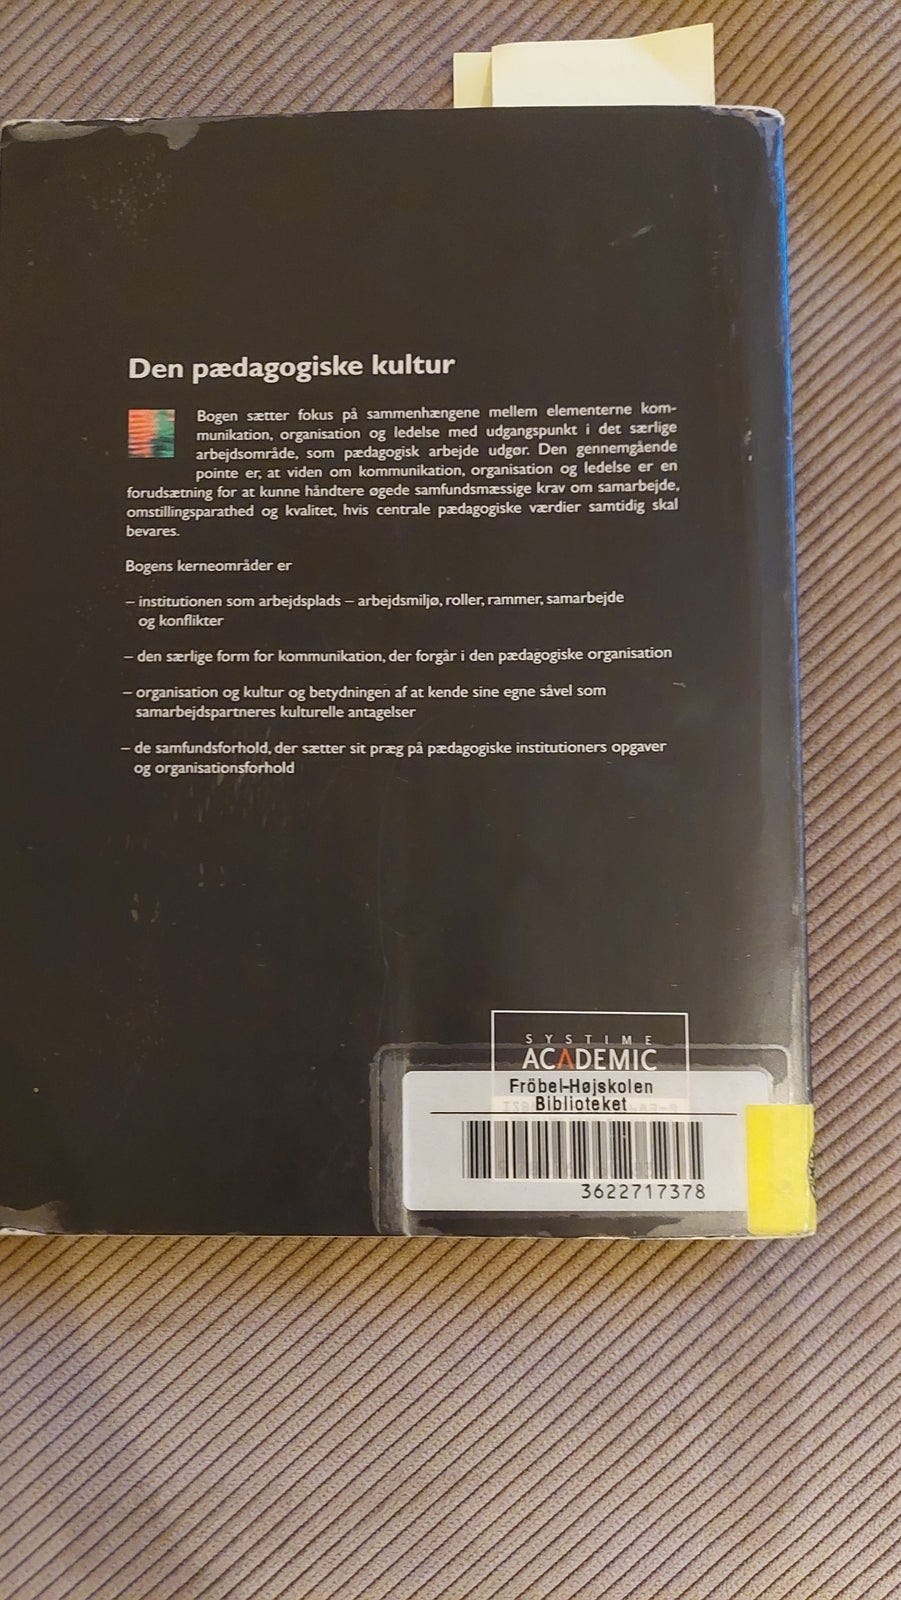 Den pædagogiske kultur
Bogen sætter fokus på sammenhængene mellem elementerne kom-
munikation, organisation og ledelse med udgangspunkt i det særlige
arbejdsområde, som pædagogisk arbejde udgør. Den gennemgående
pointe er, at viden om kommunikation, organisation og ledelse er en
forudsætning for at kunne håndtere øgede samfundsmæssige krav om samarbejde,
omstillingsparathed og kvalitet, hvis centrale pædagogiske værdier samtidig skal
bevares.
Bogens kerneområder er
– institutionen som arbejdsplads – arbejdsmiljø, roller, rammer, samarbejde
og konflikter
– den særlige form for kommunikation, der forgår i den pædagogiske organisation
– organisation og kultur og betydningen af at kende sine egne såvel som
samarbejdspartneres kulturelle antagelser
– de samfundsforhold, der sætter sit præg på pædagogiske institutioners opgaver
og organisationsforhold
SYSTIME
ACADEMIC
Fröbel-Højskolen
Biblioteket
3622717378